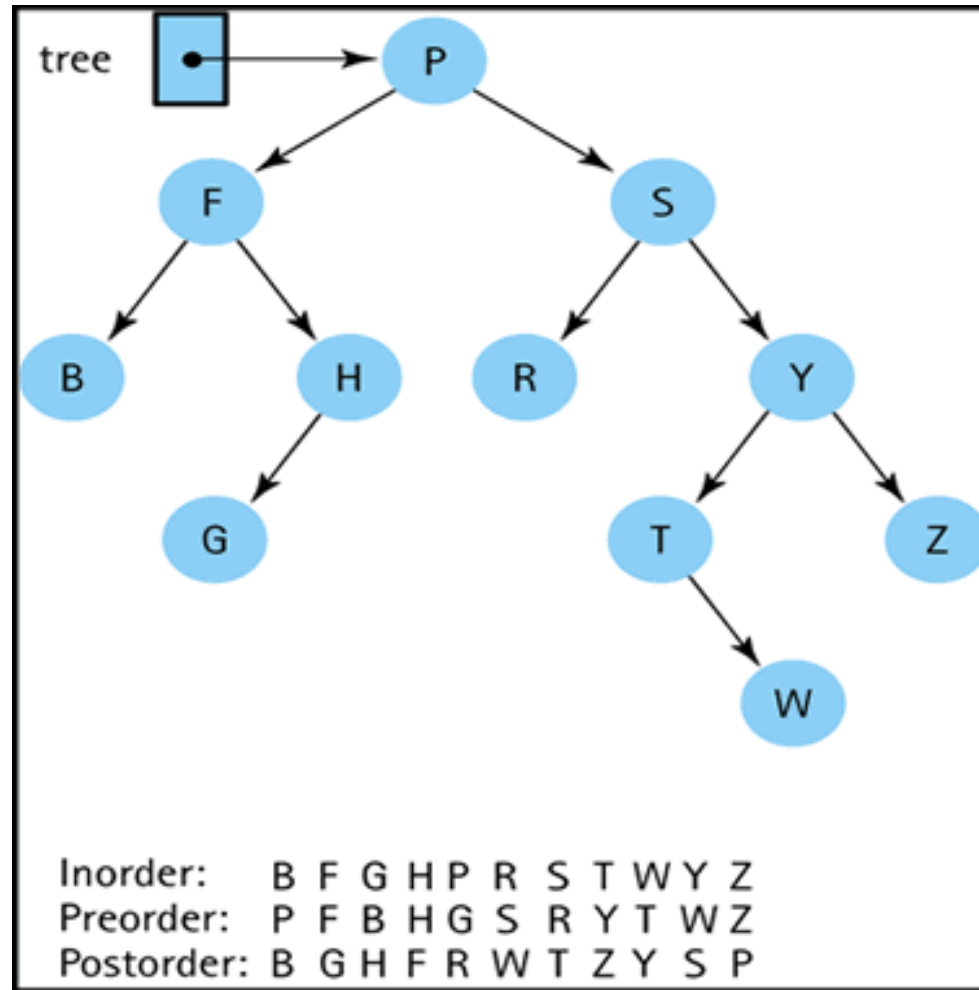 tree P
F S
B H R Y
G T Z
W
Inorder: B F G H P R S T W Y Z
Preorder: P F B H G S R Y T W Z
Postorder: B G H F R W T Z Y S P